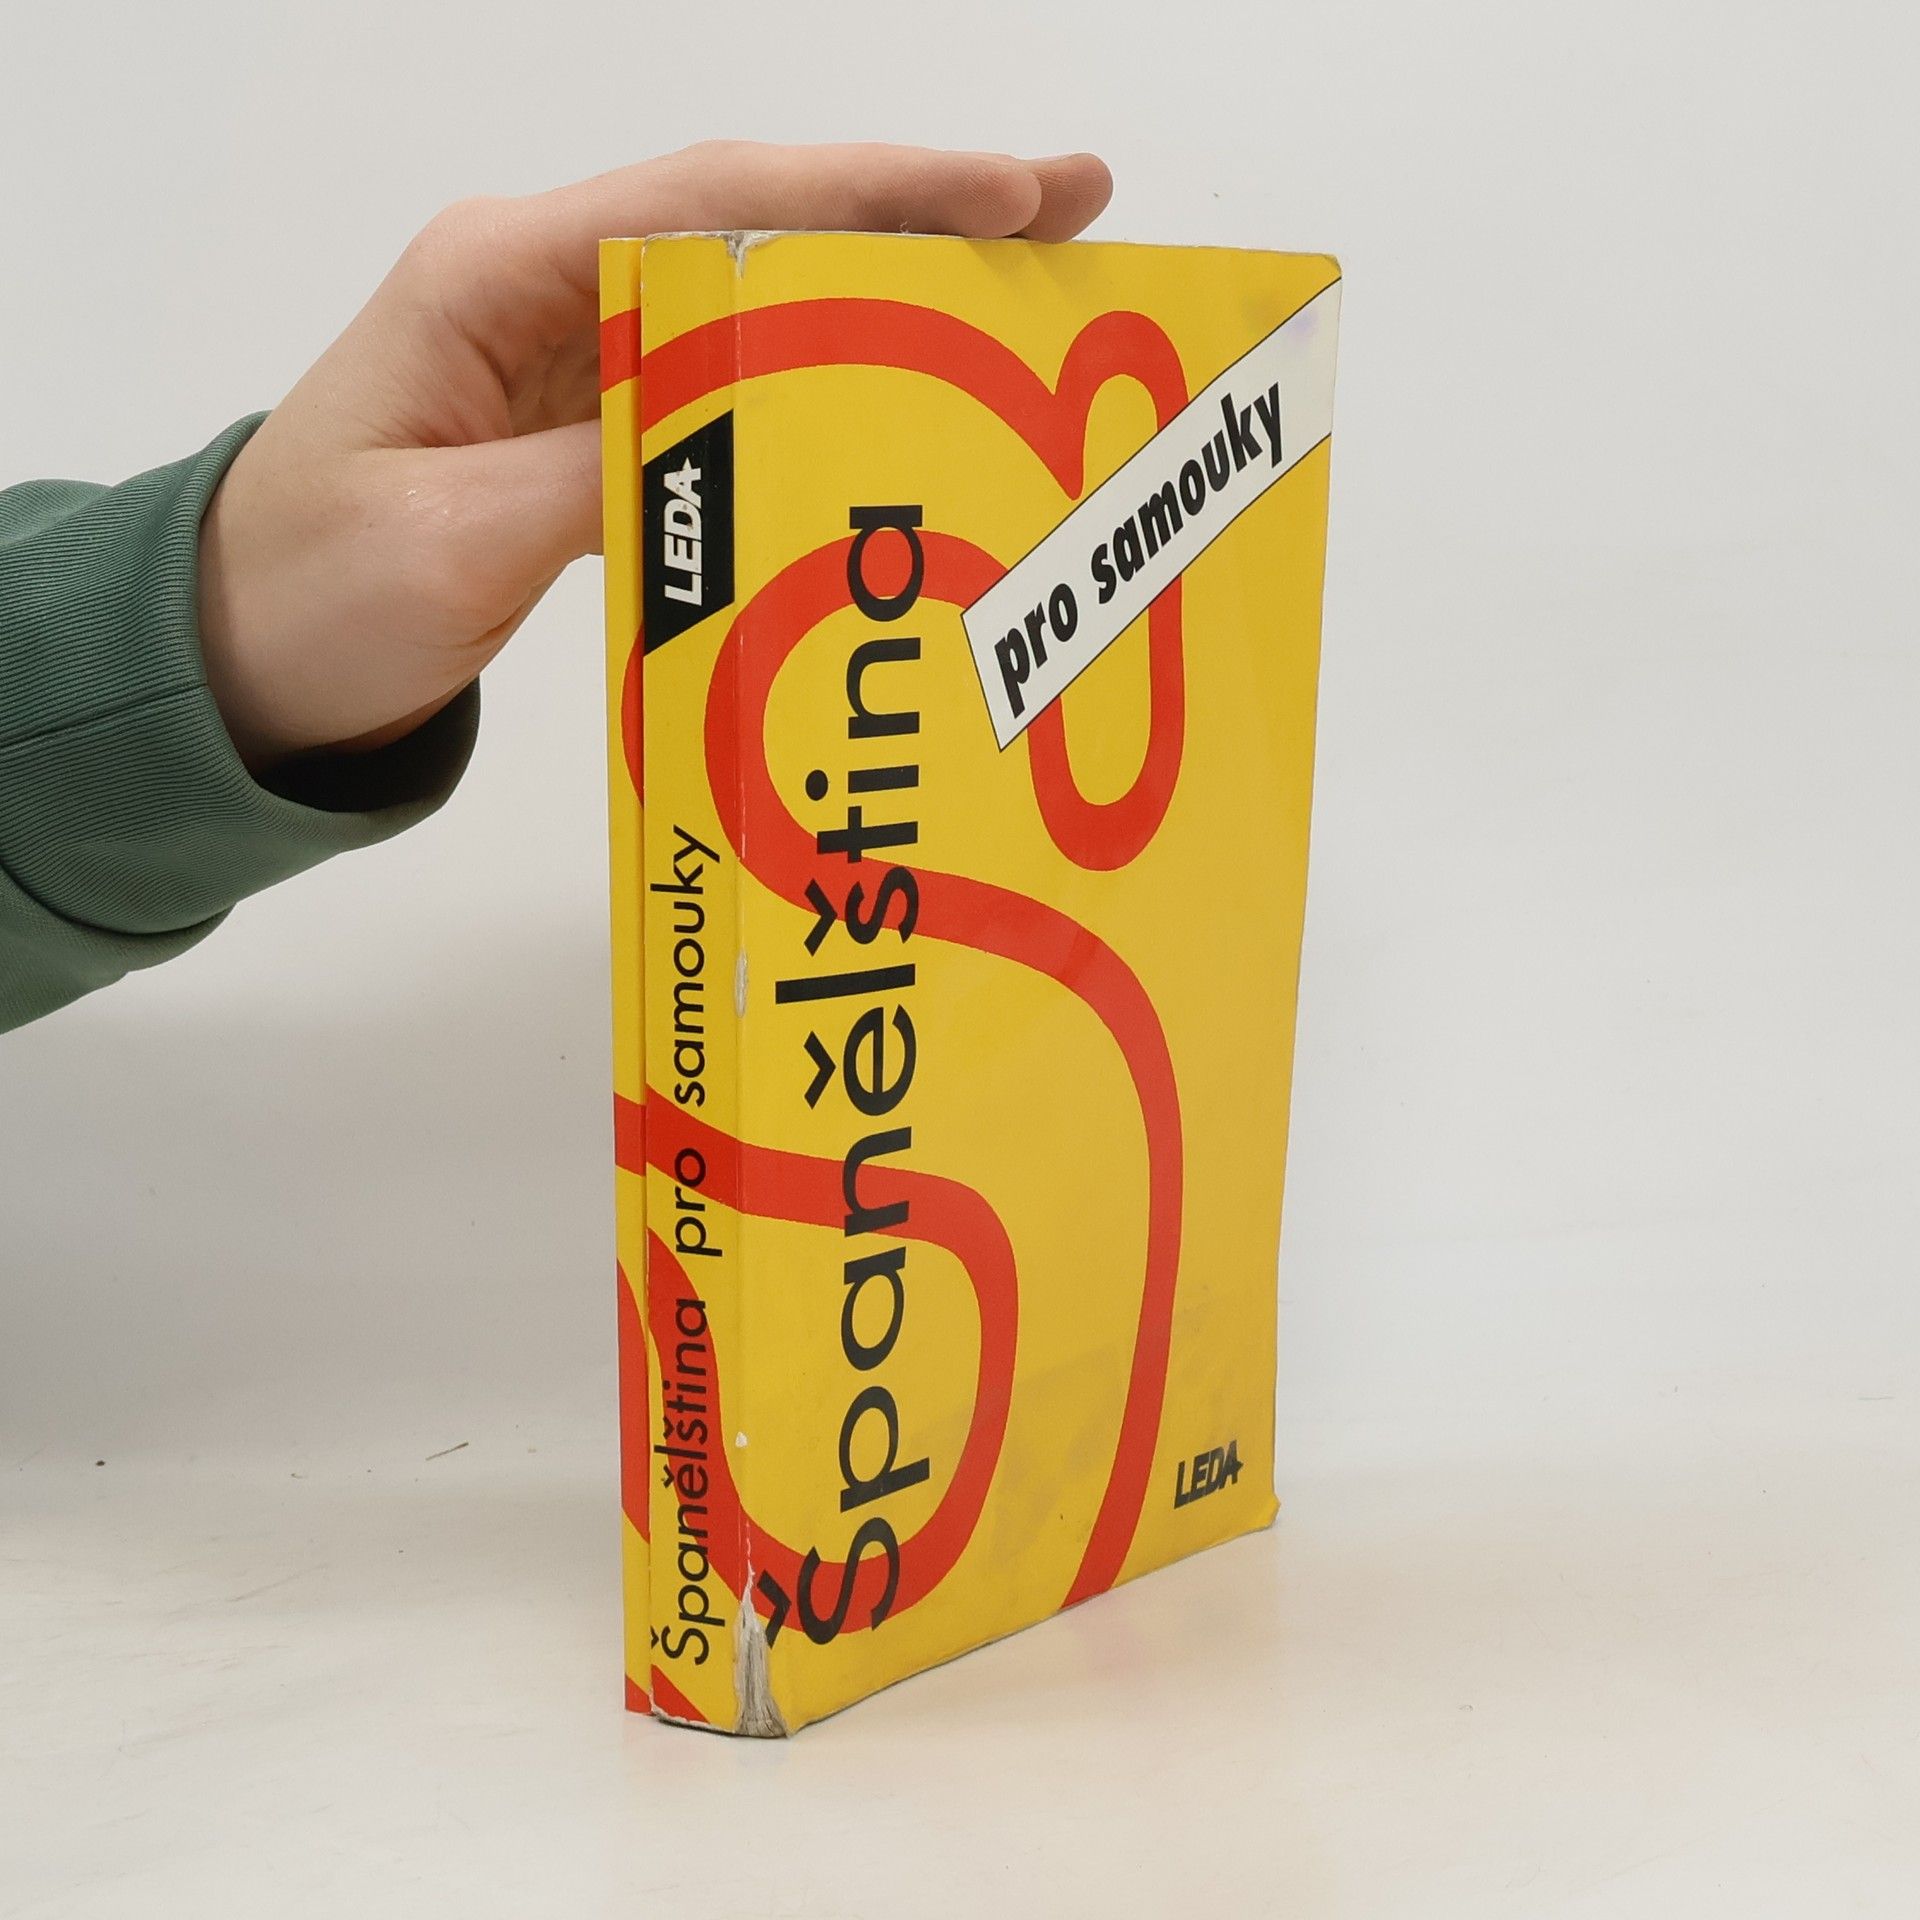 LEDA
Španělština pro samouky
Španělština
pro samouky
LEDA